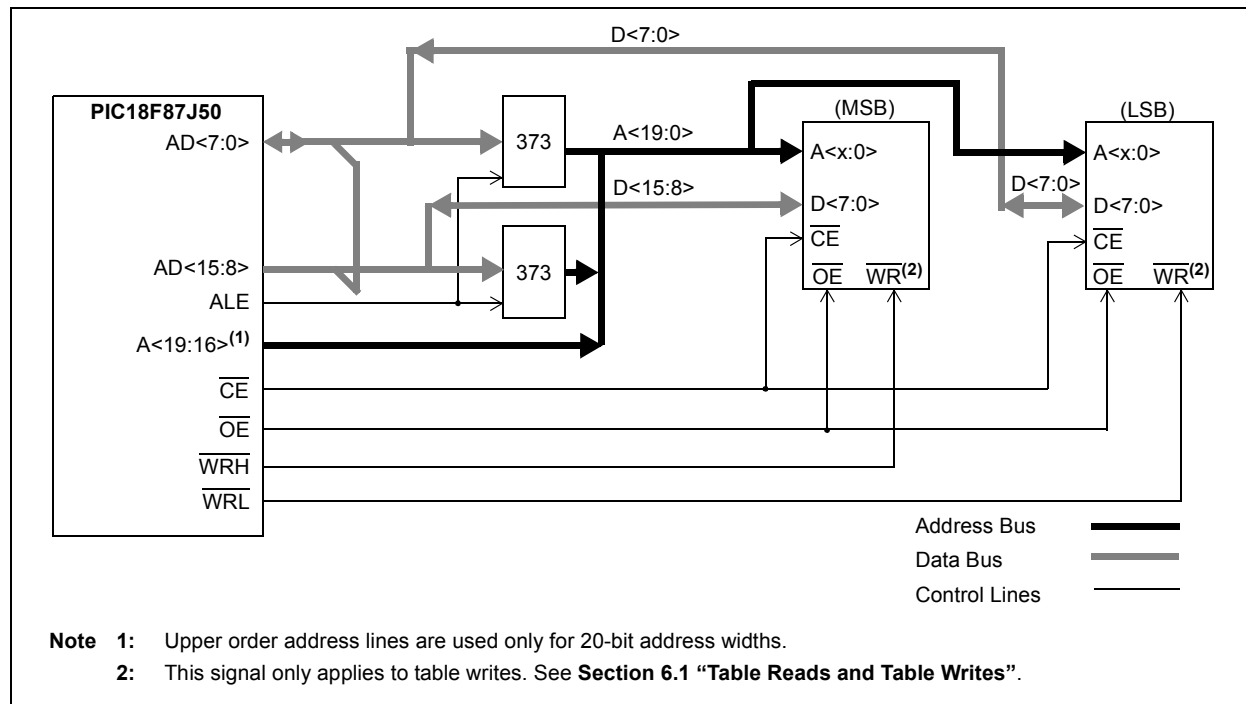 D<7:0>
PIC18F87J50
AD<7:0>
373
A<19:0>
(MSB)
(LSB)
A<x:0>
A<x:0>
D<15:8>
D<7:0>
D<7:0>
D<7:0>
CE
CE
AD<15:8>
373
OE WR(2)
OE WR(2)
ALE
A<19:16>(1)
CE
OE
WRH
WRL
Address Bus
Data Bus
Control Lines
Note 1: Upper order address lines are used only for 20-bit address widths.
2: This signal only applies to table writes. See Section 6.1 “Table Reads and Table Writes”.